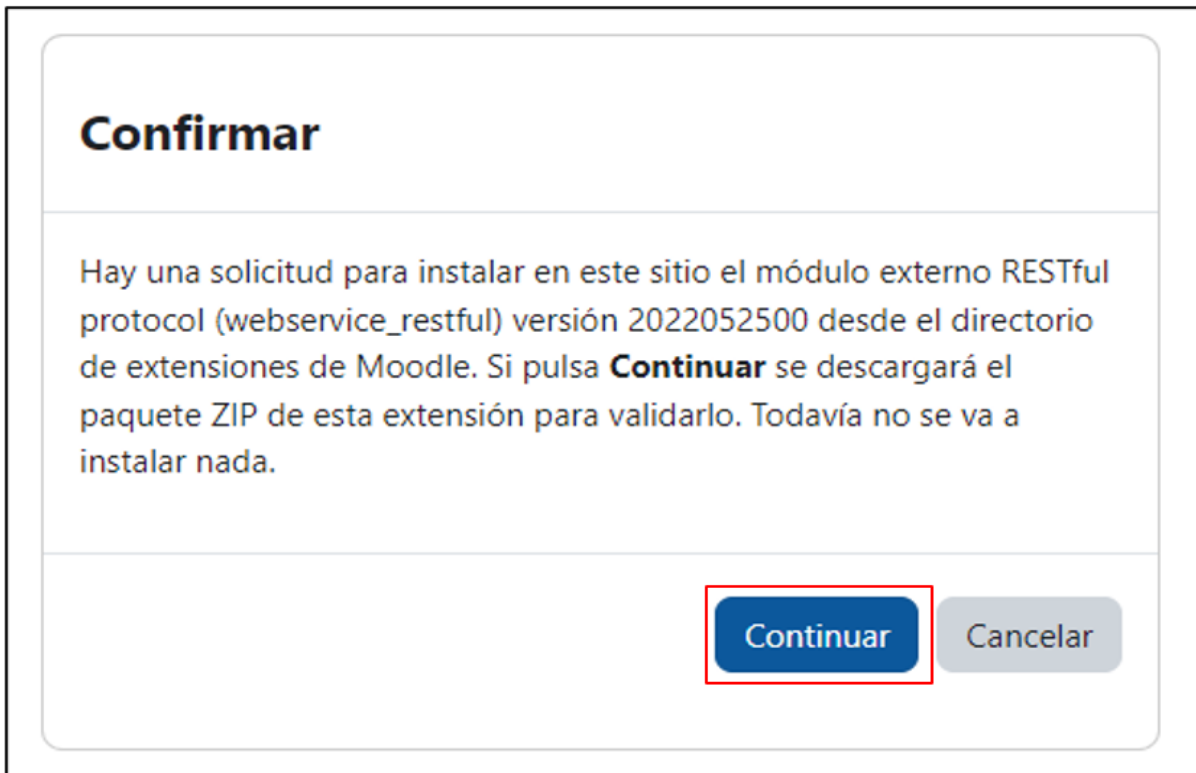 Confirmar
Hay una solicitud para instalar en este sitio el módulo externo RESTful
protocol (webservice_restful) versión 2022052500 desde el directorio
de extensiones de Moodle. Si pulsa Continuar se descargará el
paquete ZIP de esta extensión para validarlo. Todavía no se va a
instalar nada.
Continuar
Cancelar